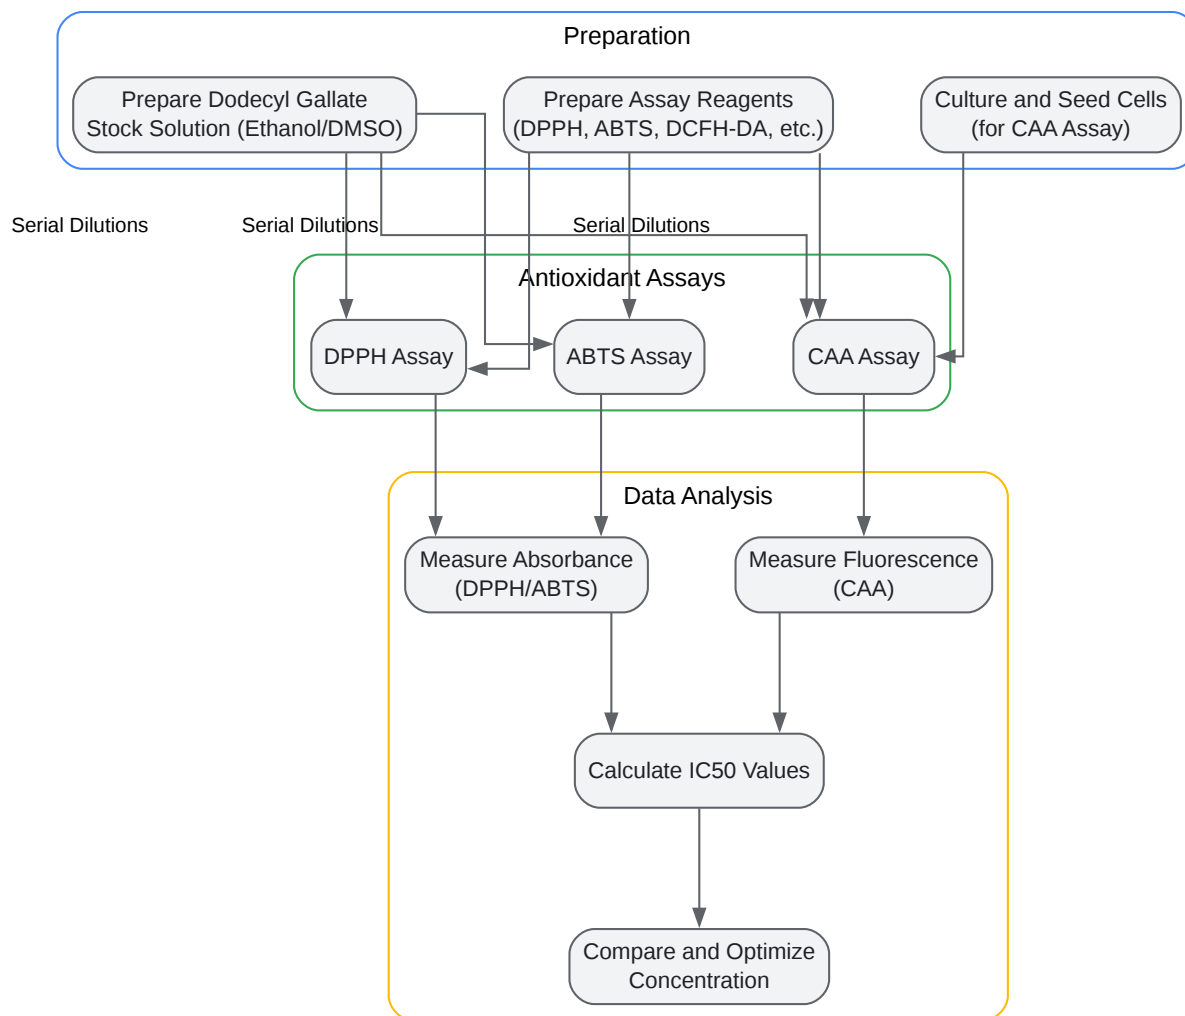 Preparation
Prepare Dodecyl Gallate
Stock Solution (Ethanol/DMSO)
Prepare Assay Reagents
(DPPH, ABTS, DCFH-DA, etc.)
Culture and Seed Cells
(for CAA Assay)
Serial Dilutions
Serial Dilutions
Serial Dilutions
Antioxidant Assays
DPPH Assay
ABTS Assay
CAA Assay
Data Analysis
Measure Absorbance
(DPPH/ABTS)
Measure Fluorescence
(CAA)
Calculate IC50 Values
Compare and Optimize
Concentration